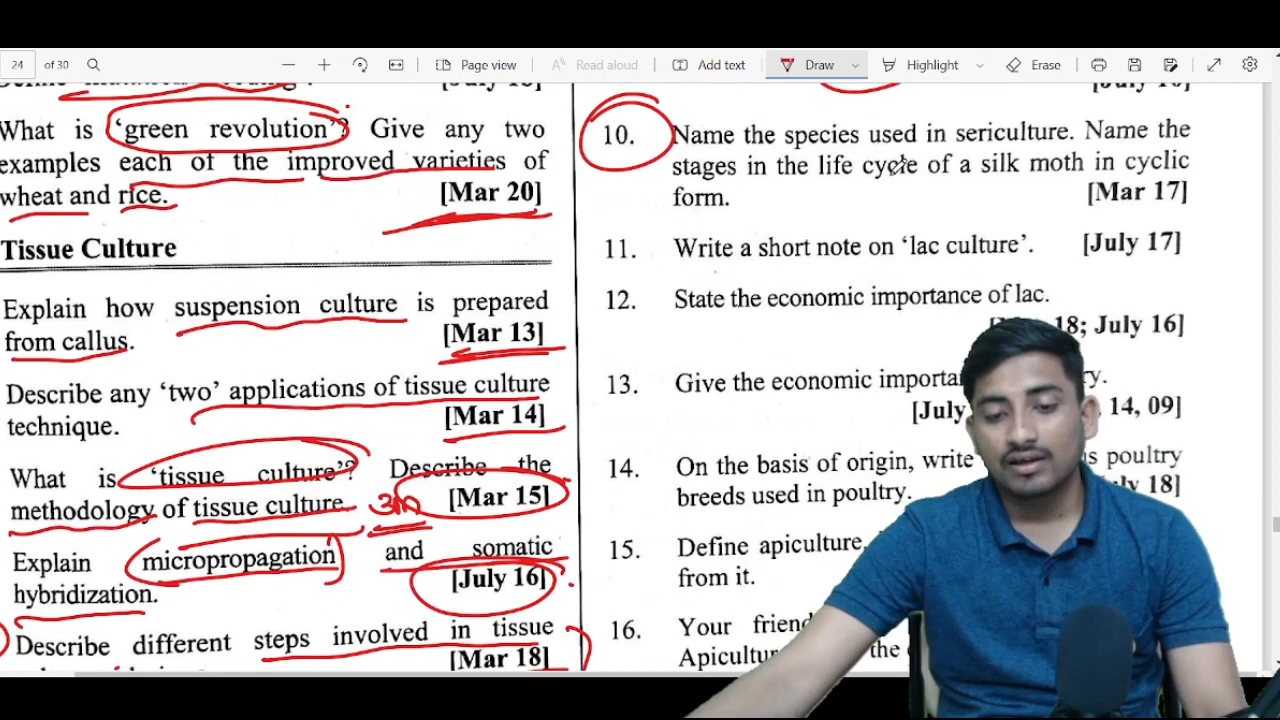 24 of 30
Page view
Read aloud
Add text
Draw
Highlight
Erase
What is 'green revolution'? Give any two
examples each of the improved varieties of
wheat and rice. [Mar 20]
Tissue Culture
Explain how suspension culture is prepared
from callus. [Mar 13]
Describe any 'two' applications of tissue culture
technique. [Mar 14]
What is 'tissue culture'? Describe the
methodology of tissue culture. 3m [Mar 15]
Explain micropropagation and somatic
hybridization. [July 16]
Describe different steps involved in tissue
[Mar 18]
10. Name the species used in sericulture. Name the
stages in the life cycle of a silk moth in cyclic
form. [Mar 17]
11. Write a short note on 'lac culture'. [July 17]
12. State the economic importance of lac.
18; July 16]
13. Give the economic
[July 14, 09]
14. On the basis of origin, write poultry
breeds used in poultry. 18]
15. Define apiculture.
from it.
16. Your
the